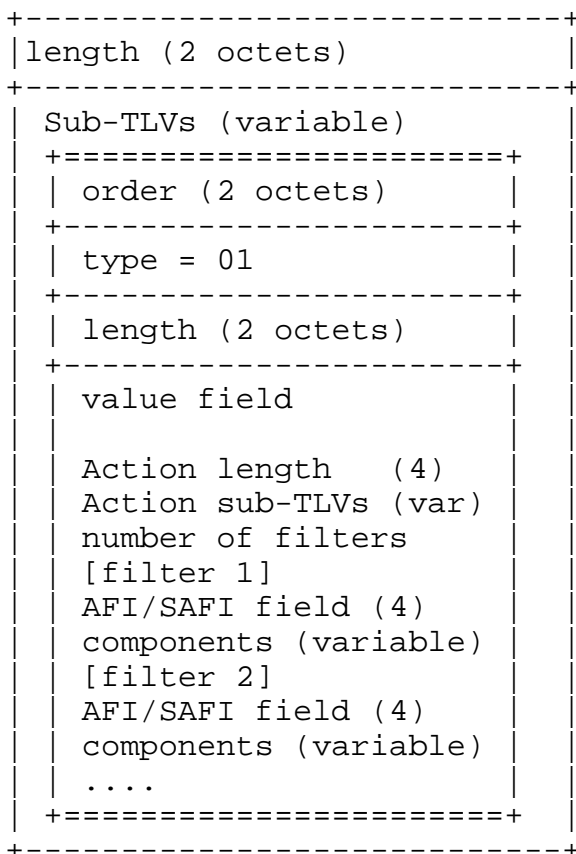 length (2 octets)
Sub-TLVs (variable)
order (2 octets)
type = 01
length (2 octets)
value field
Action length   (4)
Action sub-TLVs (var)
number of filters
[filter 1]
AFI/SAFI field (4)
components (variable)
[filter 2]
AFI/SAFI field (4)
components (variable)
....